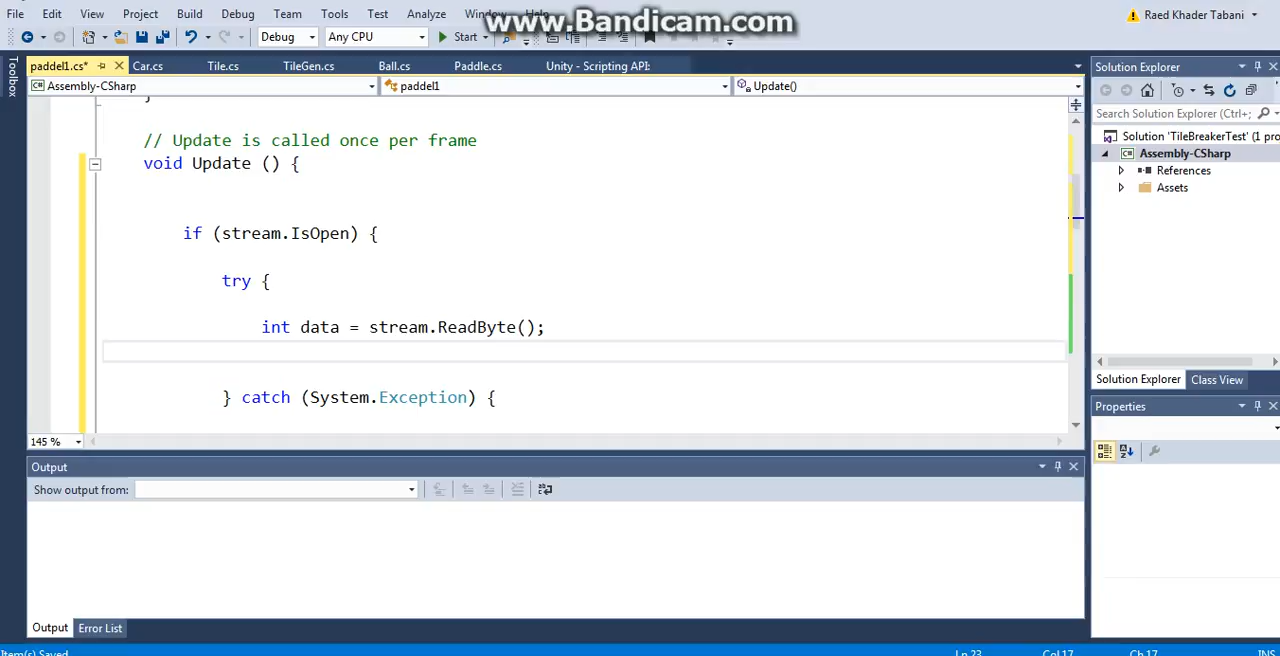 www.Bandicam.com
File Edit View Project Build Debug Team Tools Test Analyze Window Help
Raed Khader Tabani
Debug Any CPU Start
paddel1.cs* Car.cs Tile.cs TileGen.cs Ball.cs Paddle.cs Unity - Scripting API:
Assembly-CSharp paddel1 Update()
Toolbox
}
// Update is called once per frame
void Update () {
if (stream.IsOpen) {
try {
int data = stream.ReadByte();
} catch (System.Exception) {
145 %
Output
Show output from:
Output Error List
Solution Explorer
Search Solution Explorer (Ctrl+;
Solution 'TileBreakerTest' (1 pro
Assembly-CSharp
References
Assets
Solution Explorer Class View
Properties
Item(s) Saved Ln 23 Col 17 Ch 17 INS